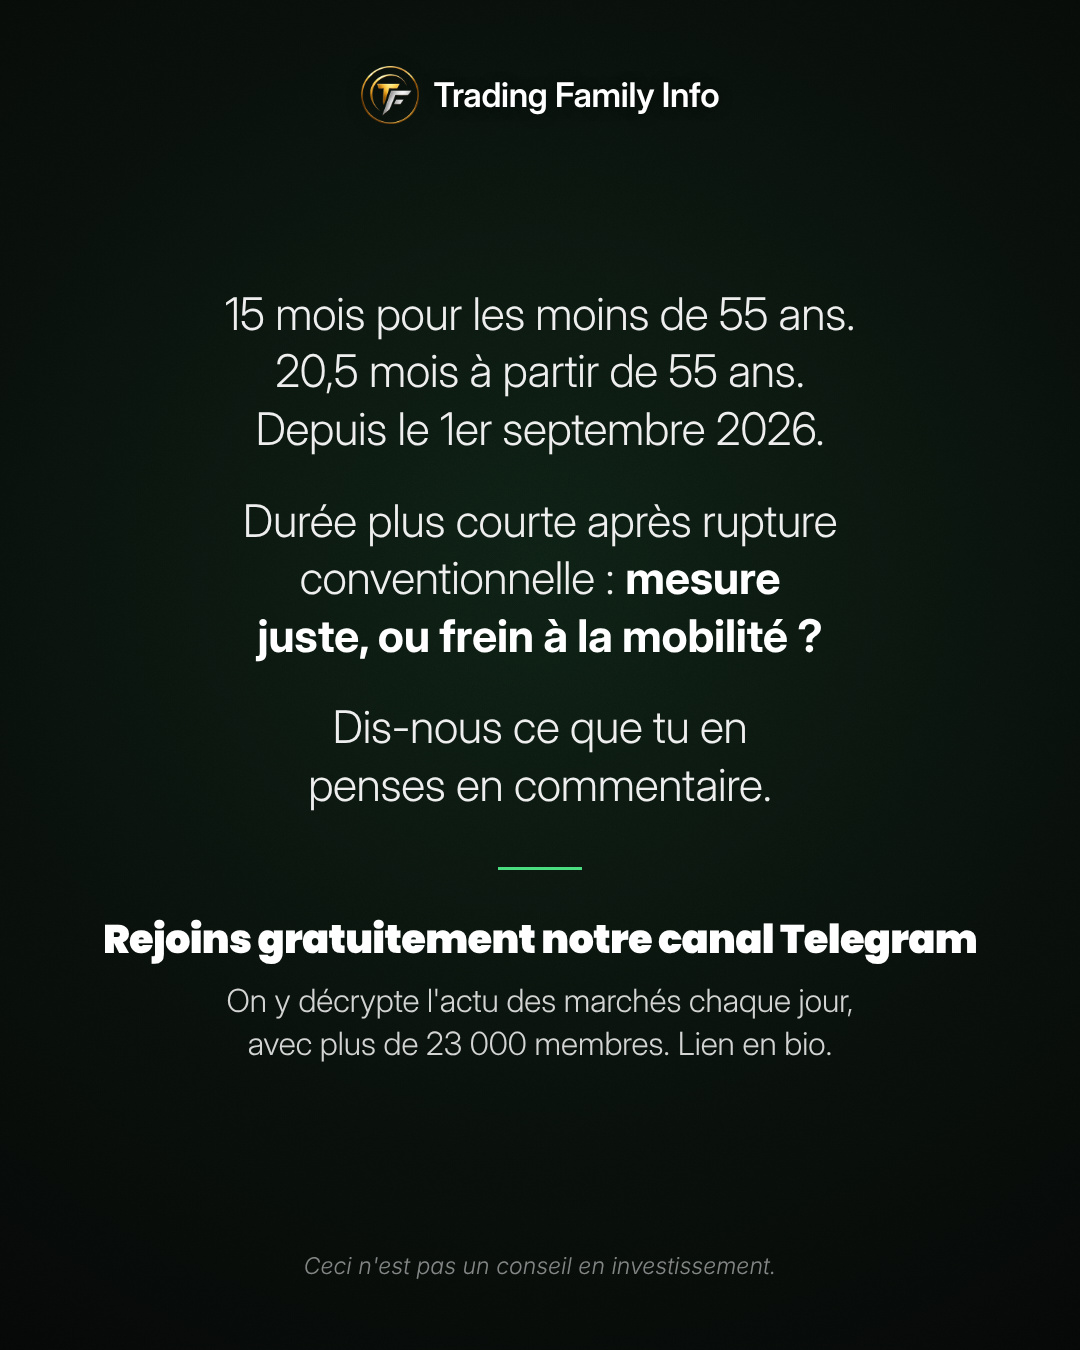 TF
Trading Family Info
15 mois pour les moins de 55 ans.
20,5 mois à partir de 55 ans.
Depuis le 1er septembre 2026.
Durée plus courte après rupture
conventionnelle : mesure
juste, ou frein à la mobilité ?
Dis-nous ce que tu en
penses en commentaire.
Rejoins gratuitement notre canal Telegram
On y décrypte l'actu des marchés chaque jour,
avec plus de 23 000 membres. Lien en bio.
Ceci n'est pas un conseil en investissement.